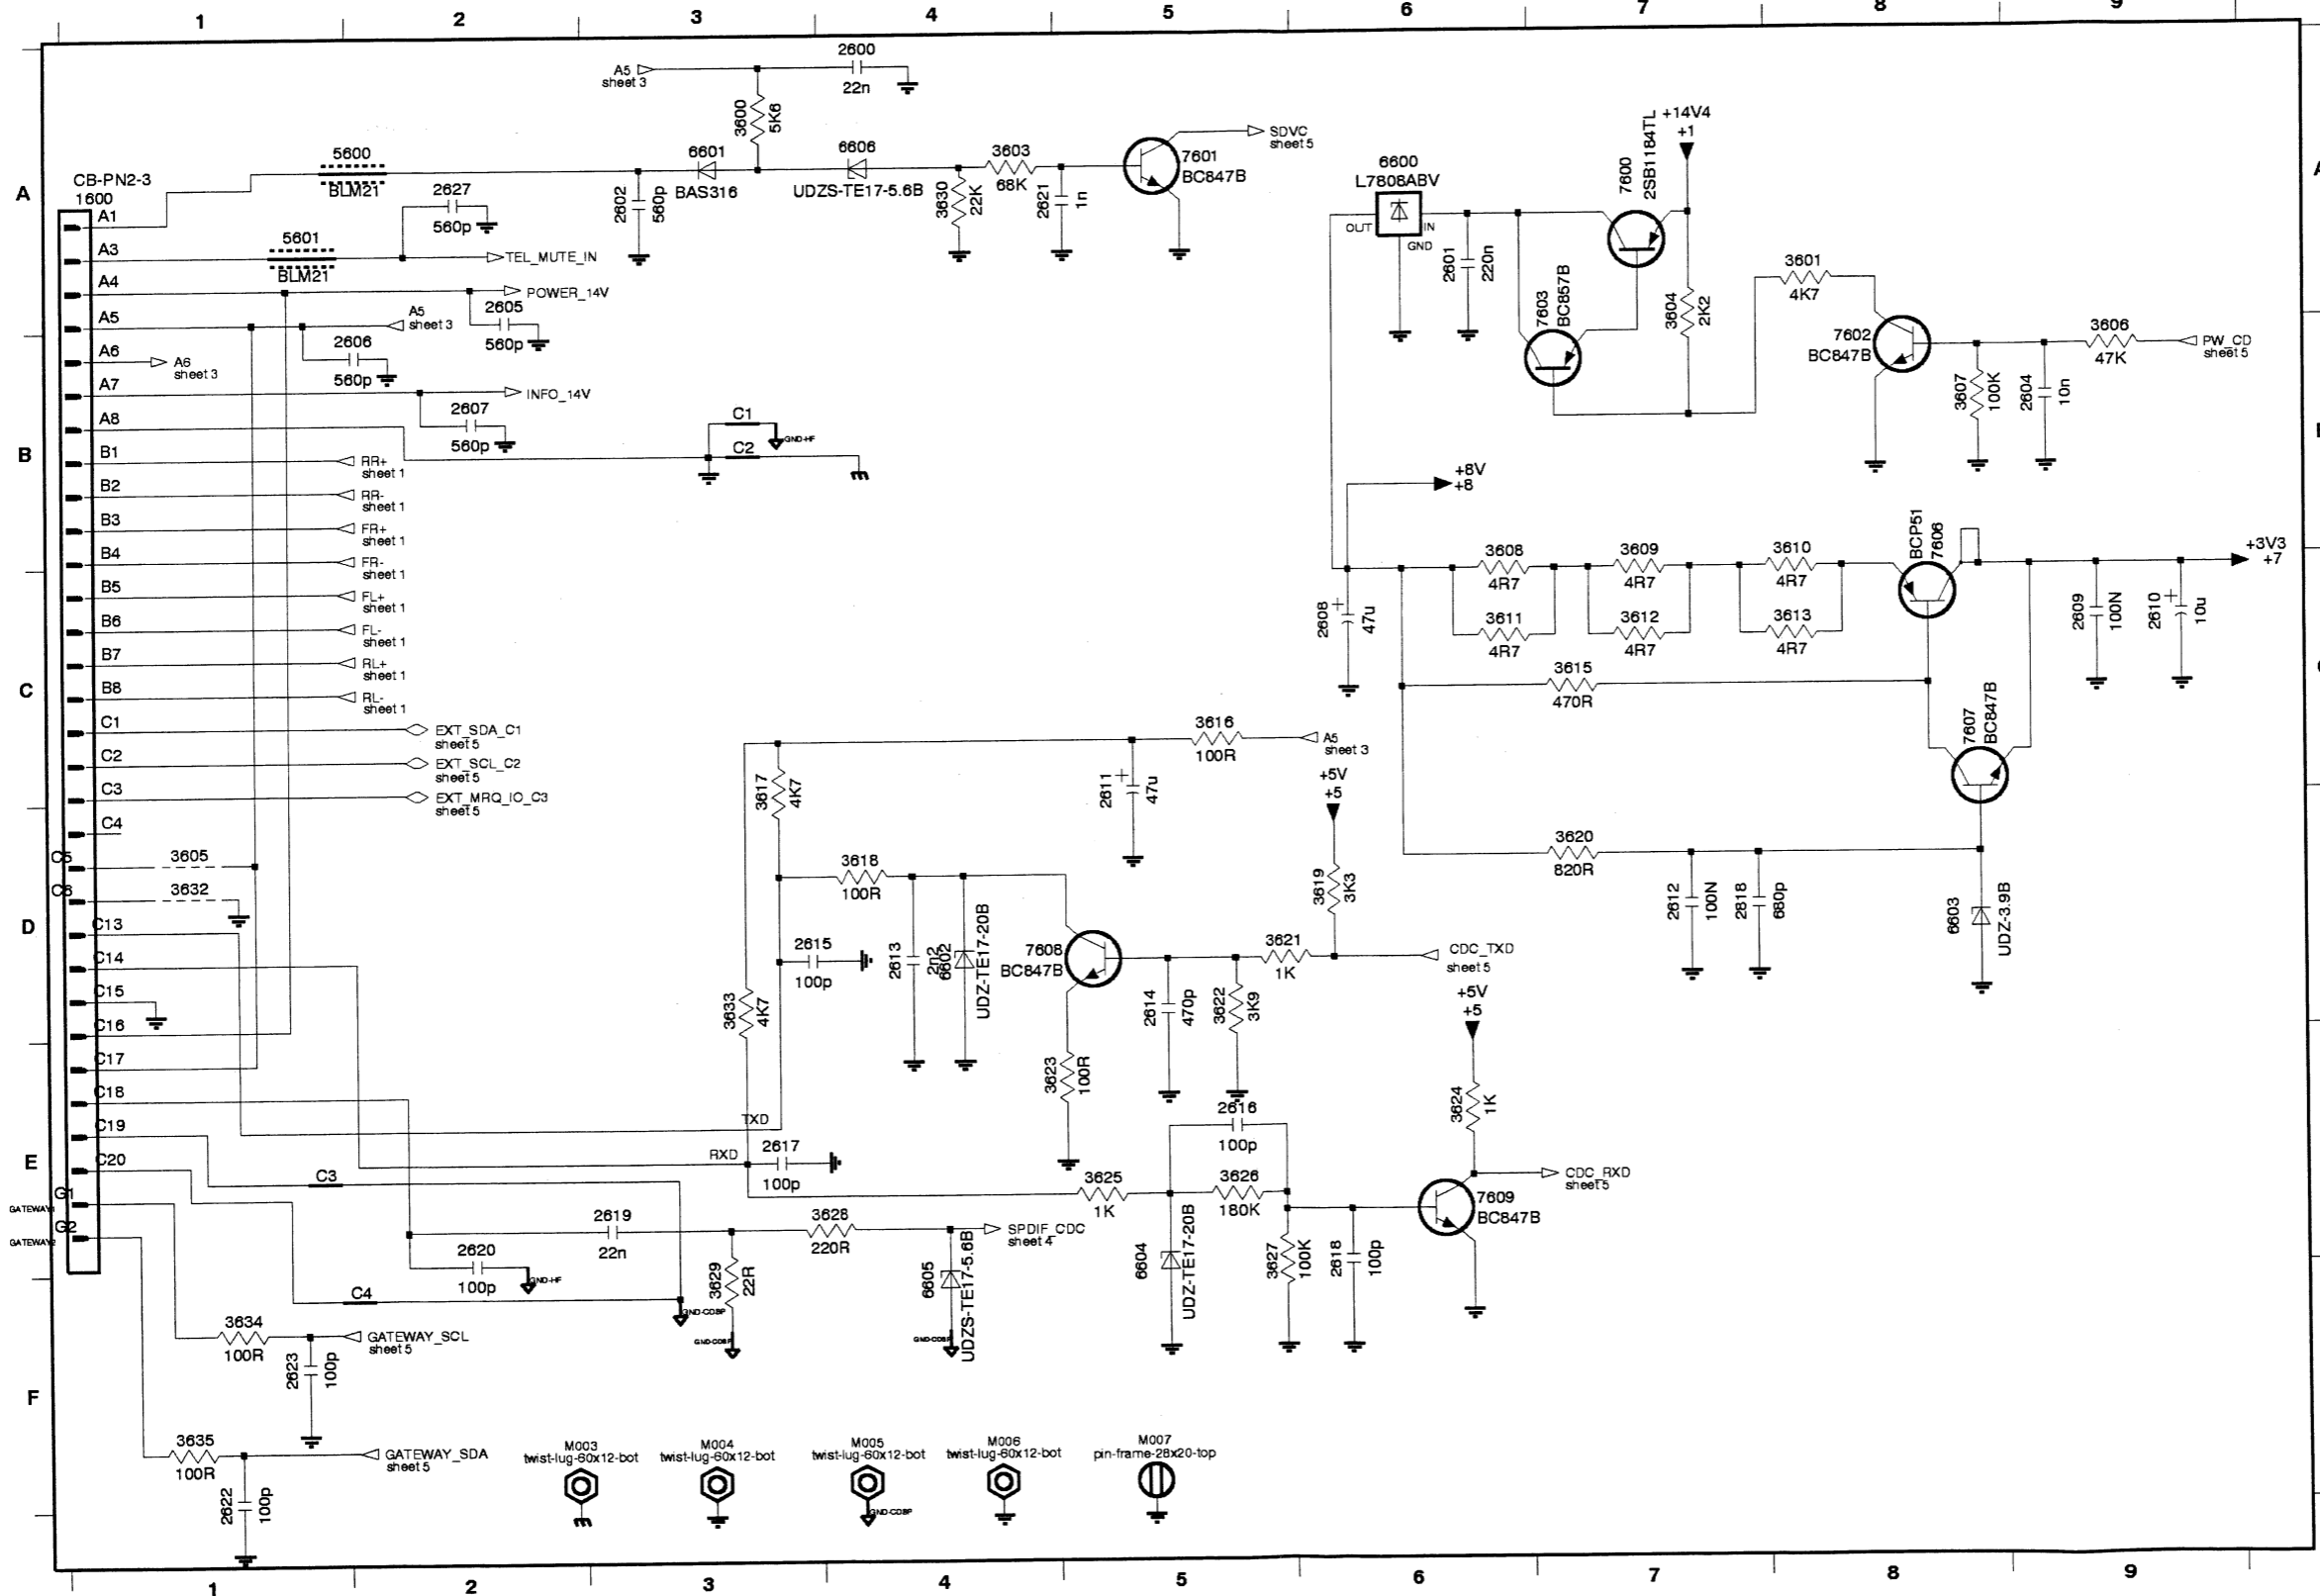 1 2 3 4 5 6 7 8 9
A
B
C
D
E
F
CB-PN2-3
1600
A1
A3
A4
A5
A6
A7
A8
B1
B2
B3
B4
B5
B6
B7
B8
C1
C2
C3
C4
C5
C6
C13
C14
C15
C16
C17
C18
C19
C20
G1
G2
5600
BLM21
5601
BLM21
2627
560p
TEL_MUTE_IN
POWER_14V
2605
560p
A5
sheet 3
2606
560p
A6
sheet 3
INFO_14V
2607
560p
RR+
sheet 1
RR-
sheet 1
FR+
sheet 1
FR-
sheet 1
FL+
sheet 1
FL-
sheet 1
RL+
sheet 1
RL-
sheet 1
EXT_SDA_C1
sheet 5
EXT_SCL_C2
sheet 5
EXT_MRQ_IO_C3
sheet 5
3605
3632
A5
sheet 3
2600
22n
3600
5K6
6601
BAS316
2602
560p
6606
UDZS-TE17-5.6B
3603
68K
3630
22K
2621
1n
7601
BC847B
SDVC
sheet 5
C1
GND-HF
C2
6600
L7808ABV
OUT
IN
GND
2601
220n
7600
2SB1184TL
+14V4
+1
7603
BC857B
3604
2K2
3601
4K7
7602
BC847B
3607
100K
2604
10n
3606
47K
PW_CD
sheet 5
+8V
+8
2608
+
47u
3608
4R7
3609
4R7
3610
4R7
3611
4R7
3612
4R7
3613
4R7
3615
470R
BCP51
7606
+3V3
+7
2609
100N
2610
+
10u
7607
BC847B
3620
820R
2612
100N
2818
680p
6603
UDZ-3.9B
3616
100R
A5
sheet 3
2611
+
47u
3617
4K7
+5V
+5
3618
100R
3619
3K3
2615
100p
2613
2n2
6602
UDZ-TE17-20B
7608
BC847B
3621
1K
CDC_TXD
sheet 5
2614
470p
3622
3K9
3633
4K7
3623
100R
+5V
+5
3624
1K
TXD
RXD
2617
100p
2616
100p
3625
1K
3626
180K
7609
BC847B
CDC_RXD
sheet 5
6604
UDZ-TE17-20B
3627
100K
2618
100p
C3
2619
22n
3628
220R
SPDIF_CDC
sheet 4
2620
100p
GND-HF
3629
22R
6605
UDZS-TE17-5.6B
C4
3634
100R
GATEWAY_SCL
sheet 5
2623
100p
3635
100R
GATEWAY_SDA
sheet 5
2622
100p
M003
twist-lug-60x12-bot
M004
twist-lug-60x12-bot
M005
twist-lug-60x12-bot
M006
twist-lug-60x12-bot
M007
pin-frame-28x20-top
1 2 3 4 5 6 7 8 9